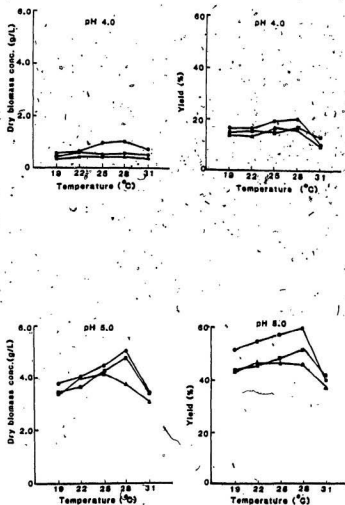 pH 4.0
Dry biomass conc. (g/L)
6.0
4.0
2.0
0
19 22 25 28 31
Temperature (°C)
pH 4.0
Yield (%)
60
40
20
0
19 22 25 28 31
Temperature (°C)
pH 5.0
Dry biomass conc.(g/L)
6.0
4.0
2.0
0
19 22 25 28 31
Temperature (°C)
pH 5.0
Yield (%)
60
40
20
0
19 22 25 28 31
Temperature (°C)